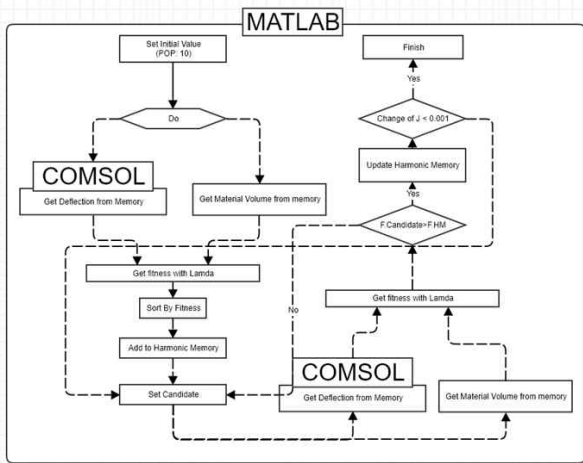 MATLAB
Set Initial Value
(POP: 10)
Do
COMSOL
Get Deflection from Memory
Get Material Volume from memory
Get fitness with Lamda
Sort By Fitness
Add to Harmonic Memory
Set Candidate
Finish
Yes
Change of J < 0.001
Update Harmonic Memory
Yes
F.Candidate>F.HM
No
Get fitness with Lamda
COMSOL
Get Deflection from Memory
Get Material Volume from memory